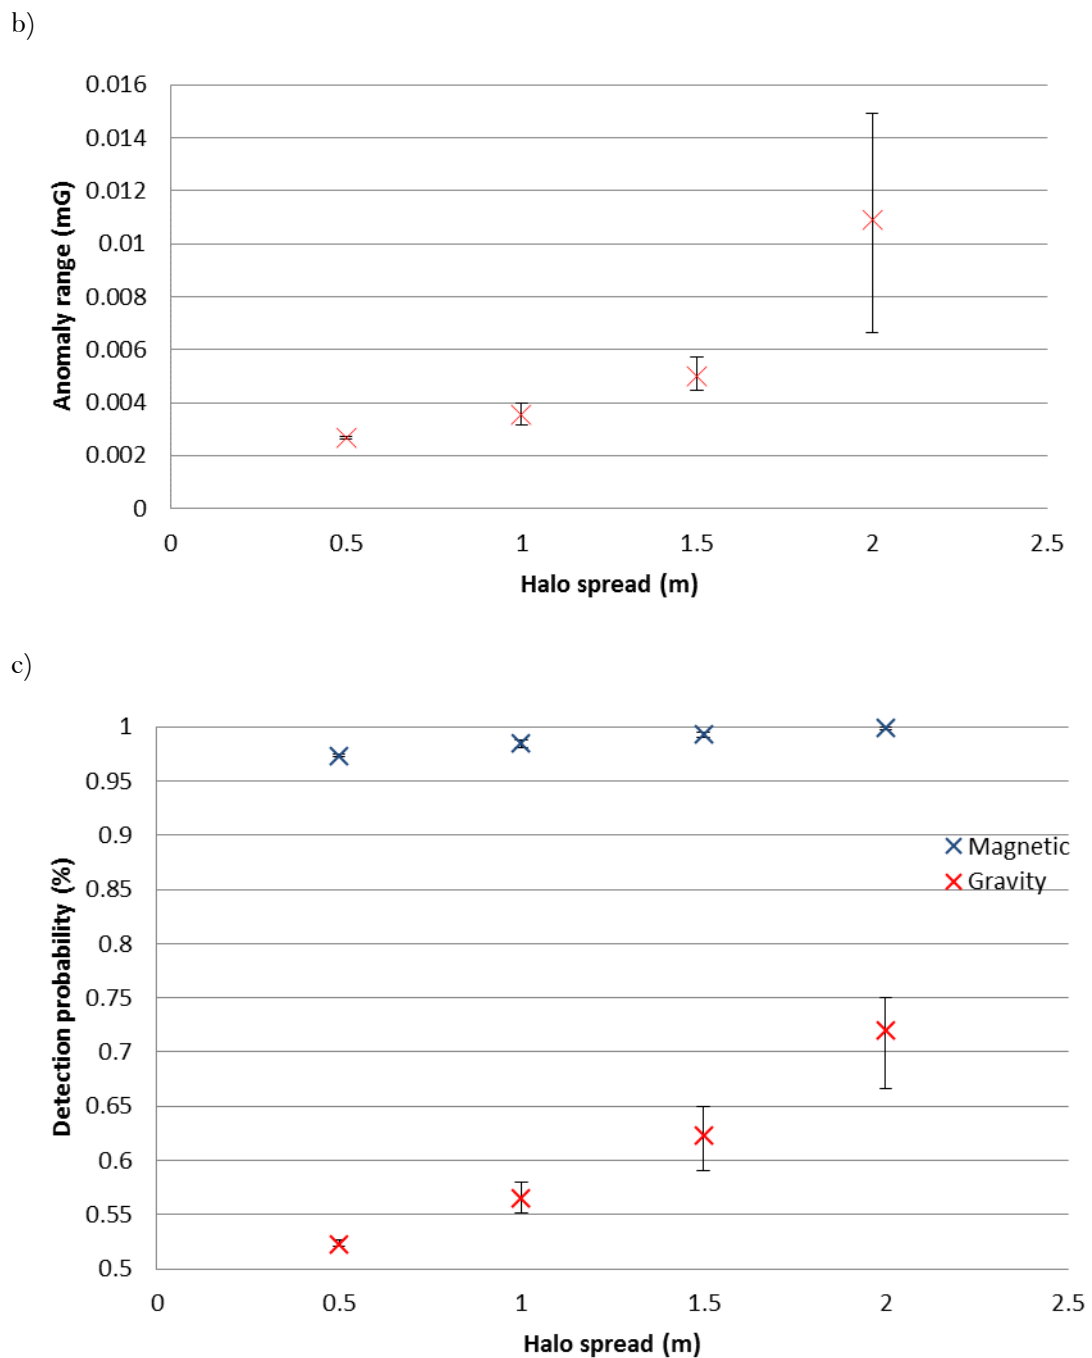 b)
0.016
0.014
0.012
0.01
0.008
0.006
0.004
0.002
0
Anomaly range (mG)
0 0.5 1 1.5 2 2.5
Halo spread (m)
c)
1
0.95
0.9
0.85
0.8
0.75
0.7
0.65
0.6
0.55
0.5
Detection probability (%)
Magnetic
Gravity
0 0.5 1 1.5 2 2.5
Halo spread (m)